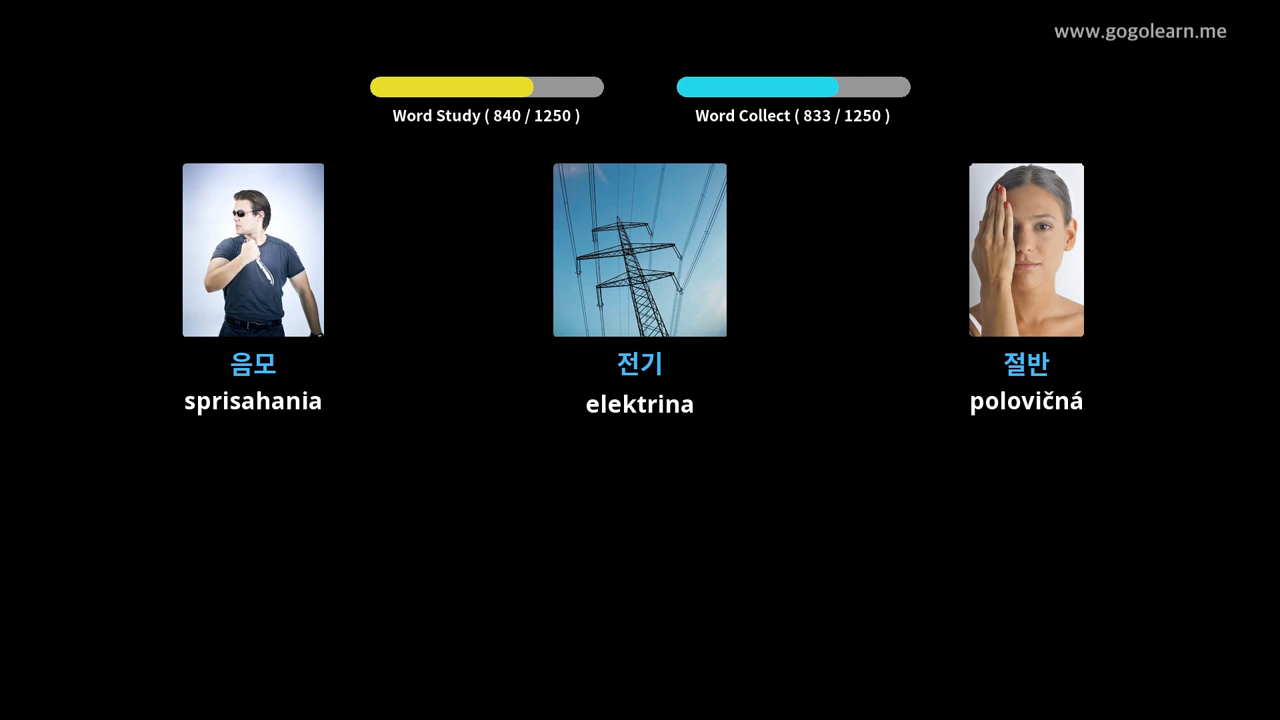 www.gogolearn.me
Word Study ( 840 / 1250 )
Word Collect ( 833 / 1250 )
음모
전기
절반
sprisahania
elektrina
polovičná